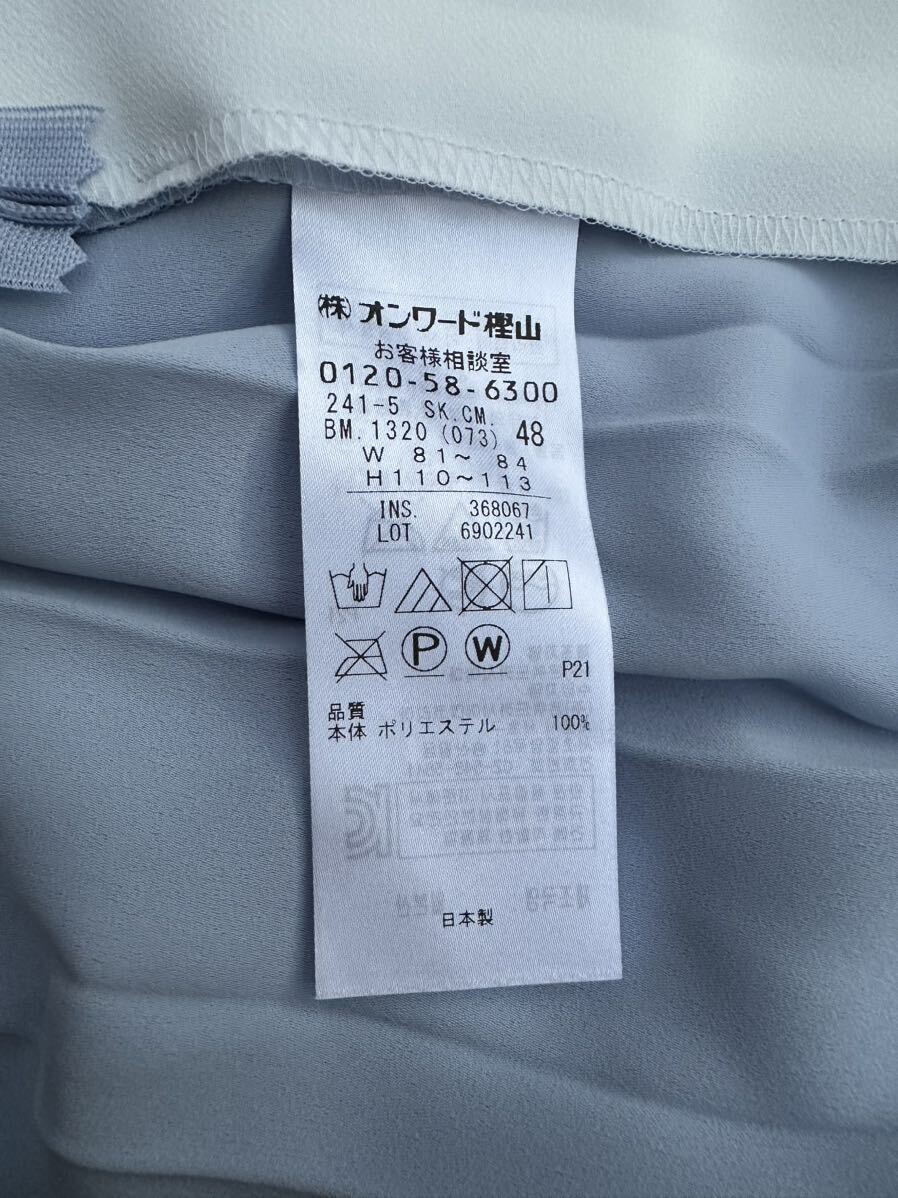 ㈱オンワード樫山
お客様相談室
0120-58-6300
241-5 SK.CM.
BM.1320 (073) 48
W 81～ 84
H110～113
INS. 368067
LOT 6902241
P W
P21
品質
本体 ポリエステル 100%
日本製